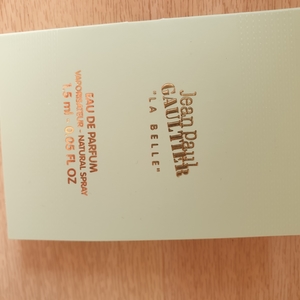 Jean Paul
GAULTIER
"LA BELLE"
EAU DE PARFUM
VAPORISATEUR - NATURAL SPRAY
1.5 ml - 0.05 FL OZ